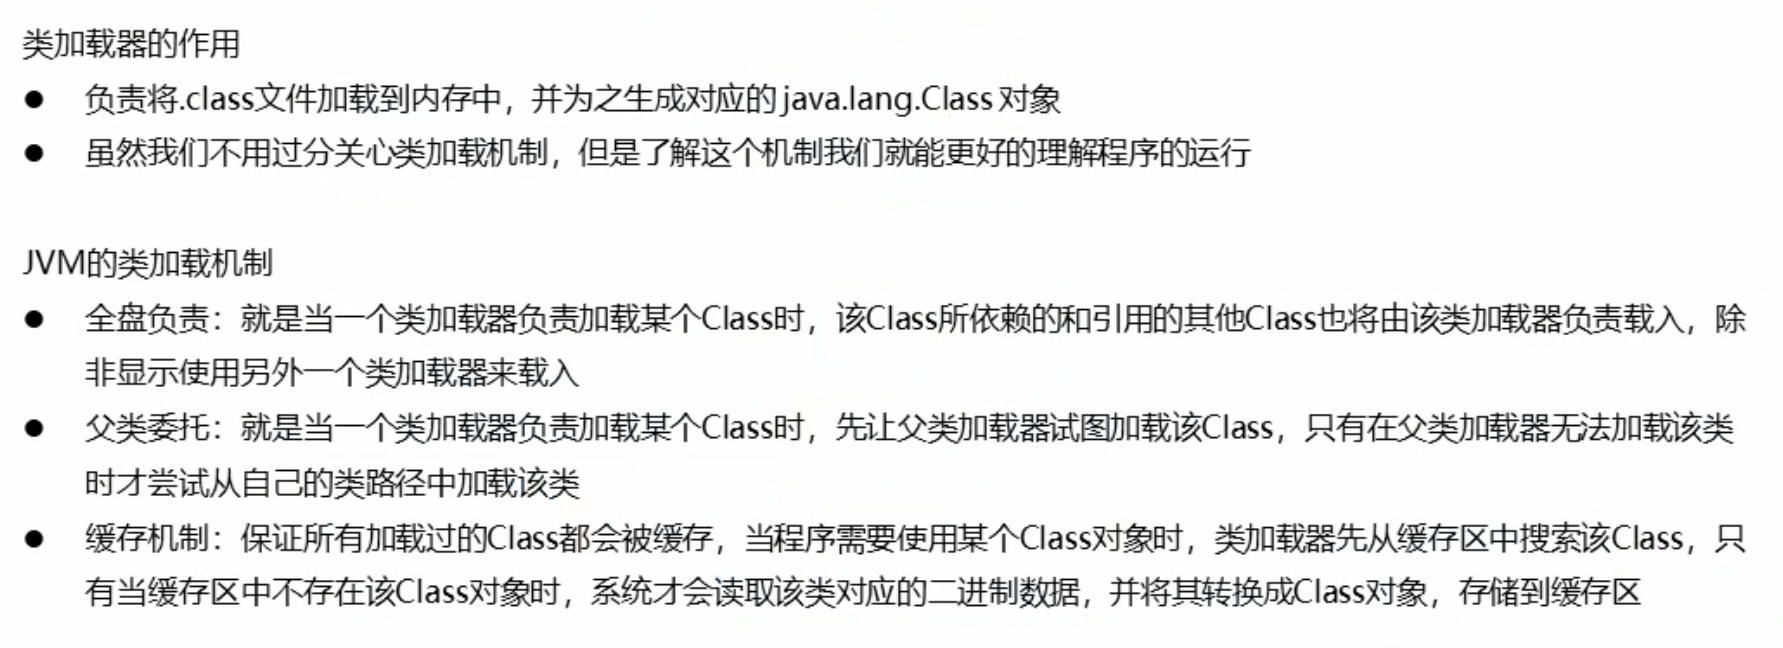 类加载器的作用
● 负责将.class文件加载到内存中，并为之生成对应的 java.lang.Class 对象
● 虽然我们不用过分关心类加载机制，但是了解这个机制我们就能更好的理解程序的运行
JVM的类加载机制
● 全盘负责：就是当一个类加载器负责加载某个Class时，该Class所依赖的和引用的其他Class也将由该类加载器负责载入，除
非显示使用另外一个类加载器来载入
● 父类委托：就是当一个类加载器负责加载某个Class时，先让父类加载器试图加载该Class，只有在父类加载器无法加载该类
时才尝试从自己的类路径中加载该类
● 缓存机制：保证所有加载过的Class都会被缓存，当程序需要使用某个Class对象时，类加载器先从缓存区中搜索该Class，只
有当缓存区中不存在该Class对象时，系统才会读取该类对应的二进制数据，并将其转换成Class对象，存储到缓存区